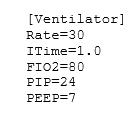 [Ventilator]
Rate=30
ITime=1.0
FIO2=80
PIP=24
PEEP=7